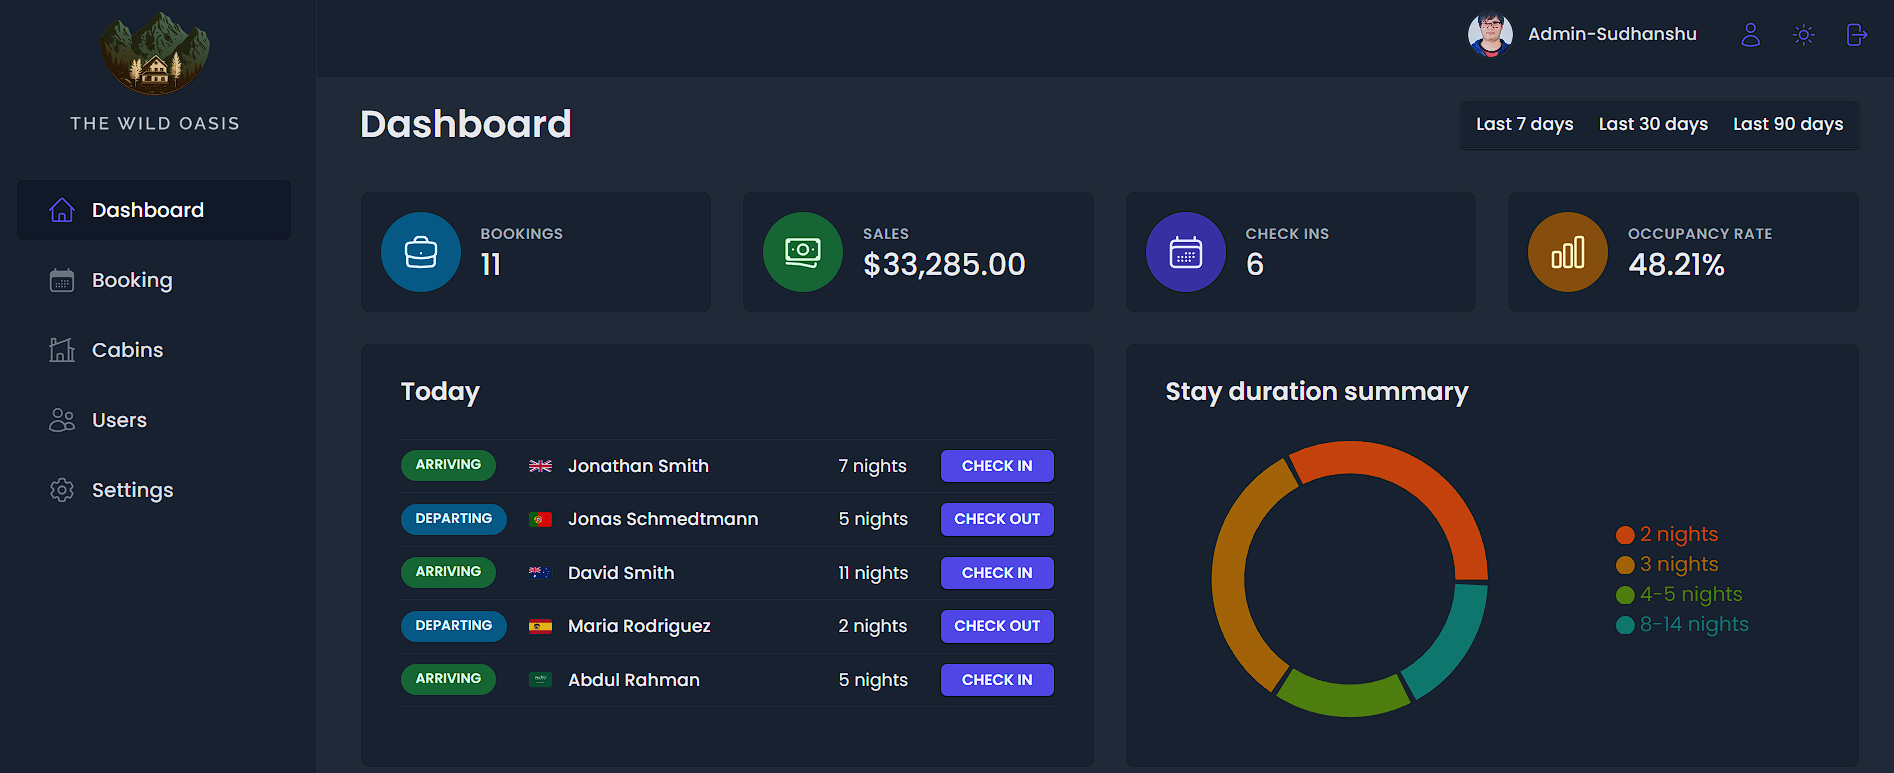 THE WILD OASIS
Dashboard
Booking
Cabins
Users
Settings
Admin-Sudhanshu
Dashboard
Last 7 days Last 30 days Last 90 days
BOOKINGS
11
SALES
$33,285.00
CHECK INS
6
OCCUPANCY RATE
48.21%
Today
ARRIVING Jonathan Smith 7 nights CHECK IN
DEPARTING Jonas Schmedtmann 5 nights CHECK OUT
ARRIVING David Smith 11 nights CHECK IN
DEPARTING Maria Rodriguez 2 nights CHECK OUT
ARRIVING Abdul Rahman 5 nights CHECK IN
Stay duration summary
2 nights
3 nights
4-5 nights
8-14 nights